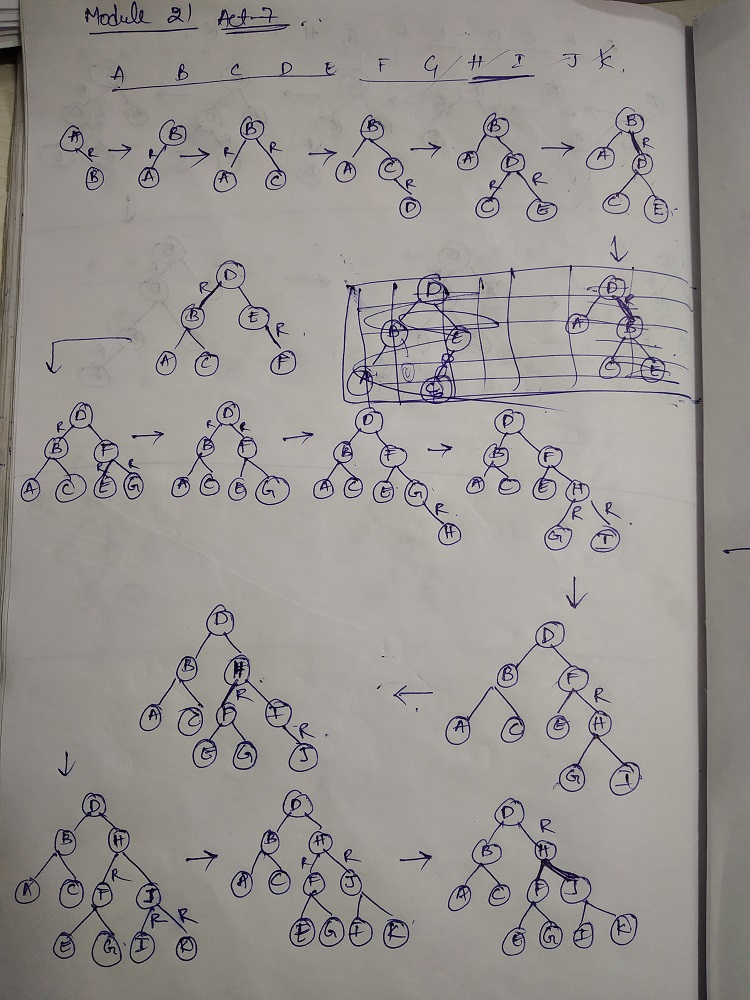 Module 2) Act-7
A B C D E F G H I J K.
A R B
B R A
B R R A C
B A C R D
B A D R R C E
B R A D C E
D R B E R A C F
D A B E C
D A B C E
D R B F R R A C E G
D R R B F A C E G
D B F A C E G H
D B F A C E H R R G I
D B H R A C F I R E G J
D B F R A C E H G I
D B H R A C F J R R E G I K
D B H R R A C F J E G I K
D R B H A C F J E G I K